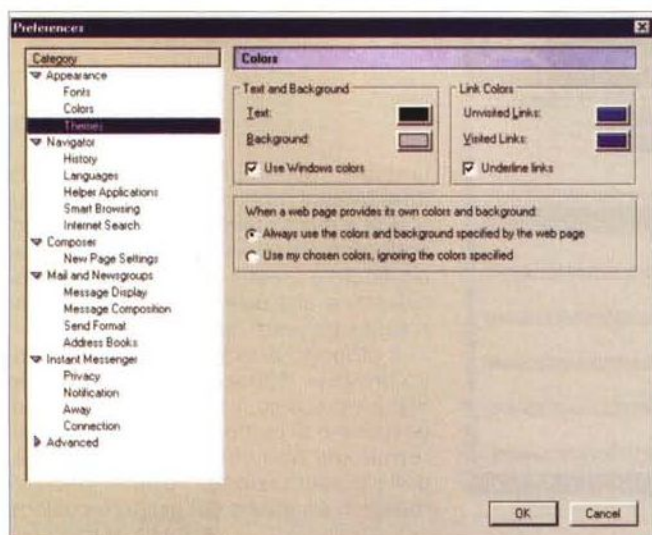 Preferences
Category
Appearance
Fonts
Colors
Themes
Navigator
History
Languages
Helper Applications
Smart Browsing
Internet Search
Composer
New Page Settings
Mail and Newsgroups
Message Display
Message Composition
Send Format
Address Books
Instant Messenger
Privacy
Notification
Away
Connection
Advanced
Colors
Text and Background
Text:
Background:
Use Windows colors
Link Colors
Unvisited Links:
Visited Links:
Underline links
When a web page provides its own colors and background:
Always use the colors and background specified by the web page
Use my chosen colors, ignoring the colors specified
OK
Cancel